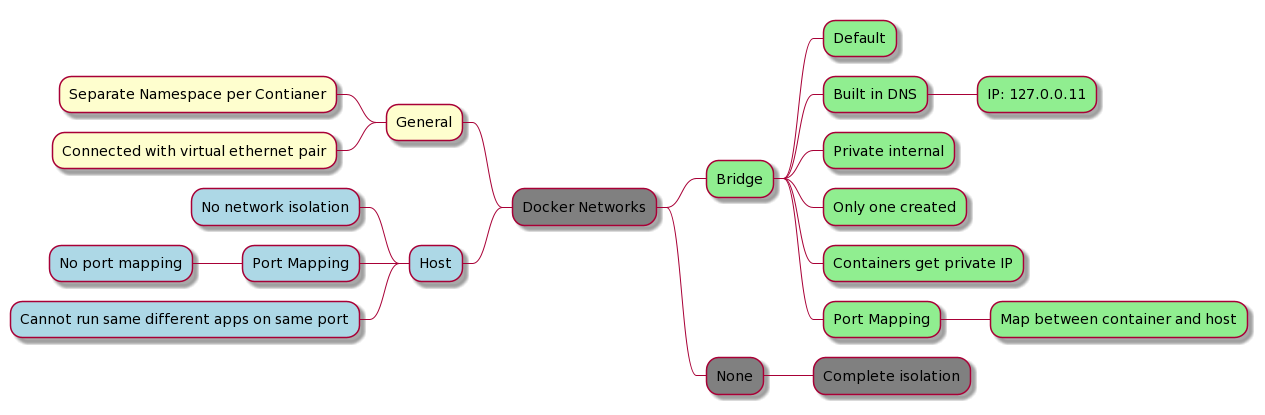 Default
Separate Namespace per Contianer
Built in DNS
IP: 127.0.0.11
General
Connected with virtual ethernet pair
Private internal
Bridge
No network isolation
Docker Networks
Only one created
No port mapping
Port Mapping
Host
Containers get private IP
Cannot run same different apps on same port
Port Mapping
Map between container and host
None
Complete isolation